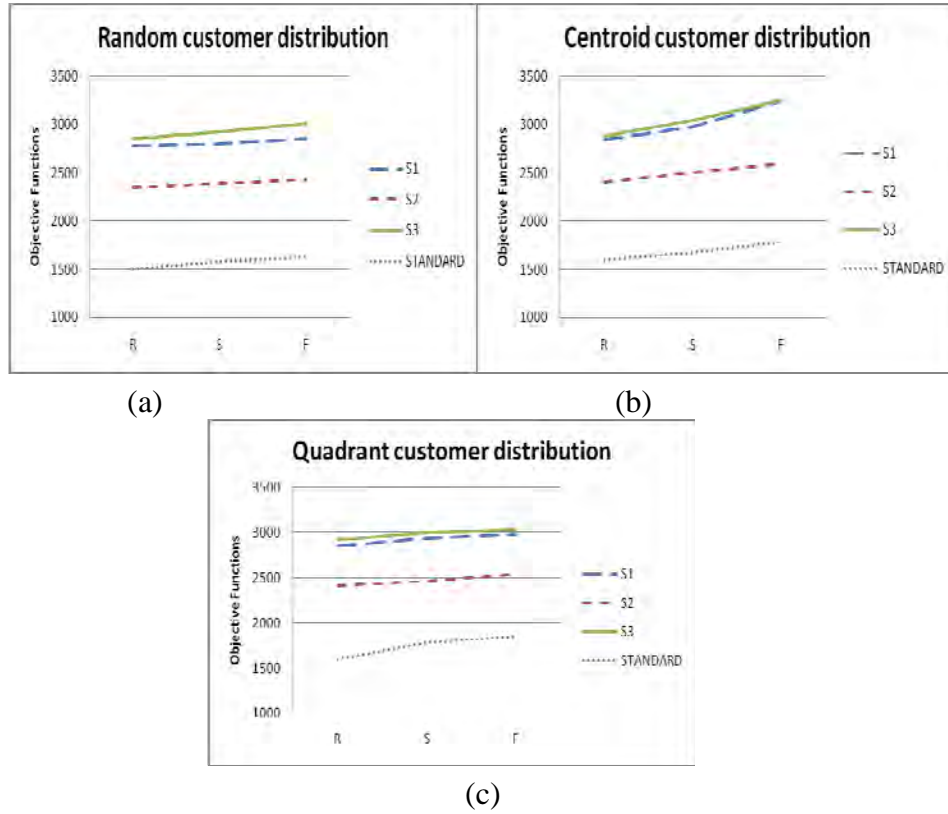 Random customer distribution
3500
3000
2500
2000
1500
1000
Objective Functions
R S F
S1
S2
S3
STANDARD
(a)
Centroid customer distribution
3500
3000
2500
2000
1500
1000
Objective Functions
R S F
S1
S2
S3
STANDARD
(b)
Quadrant customer distribution
3500
3000
2500
2000
1500
1000
Objective Functions
R S F
S1
S2
S3
STANDARD
(c)